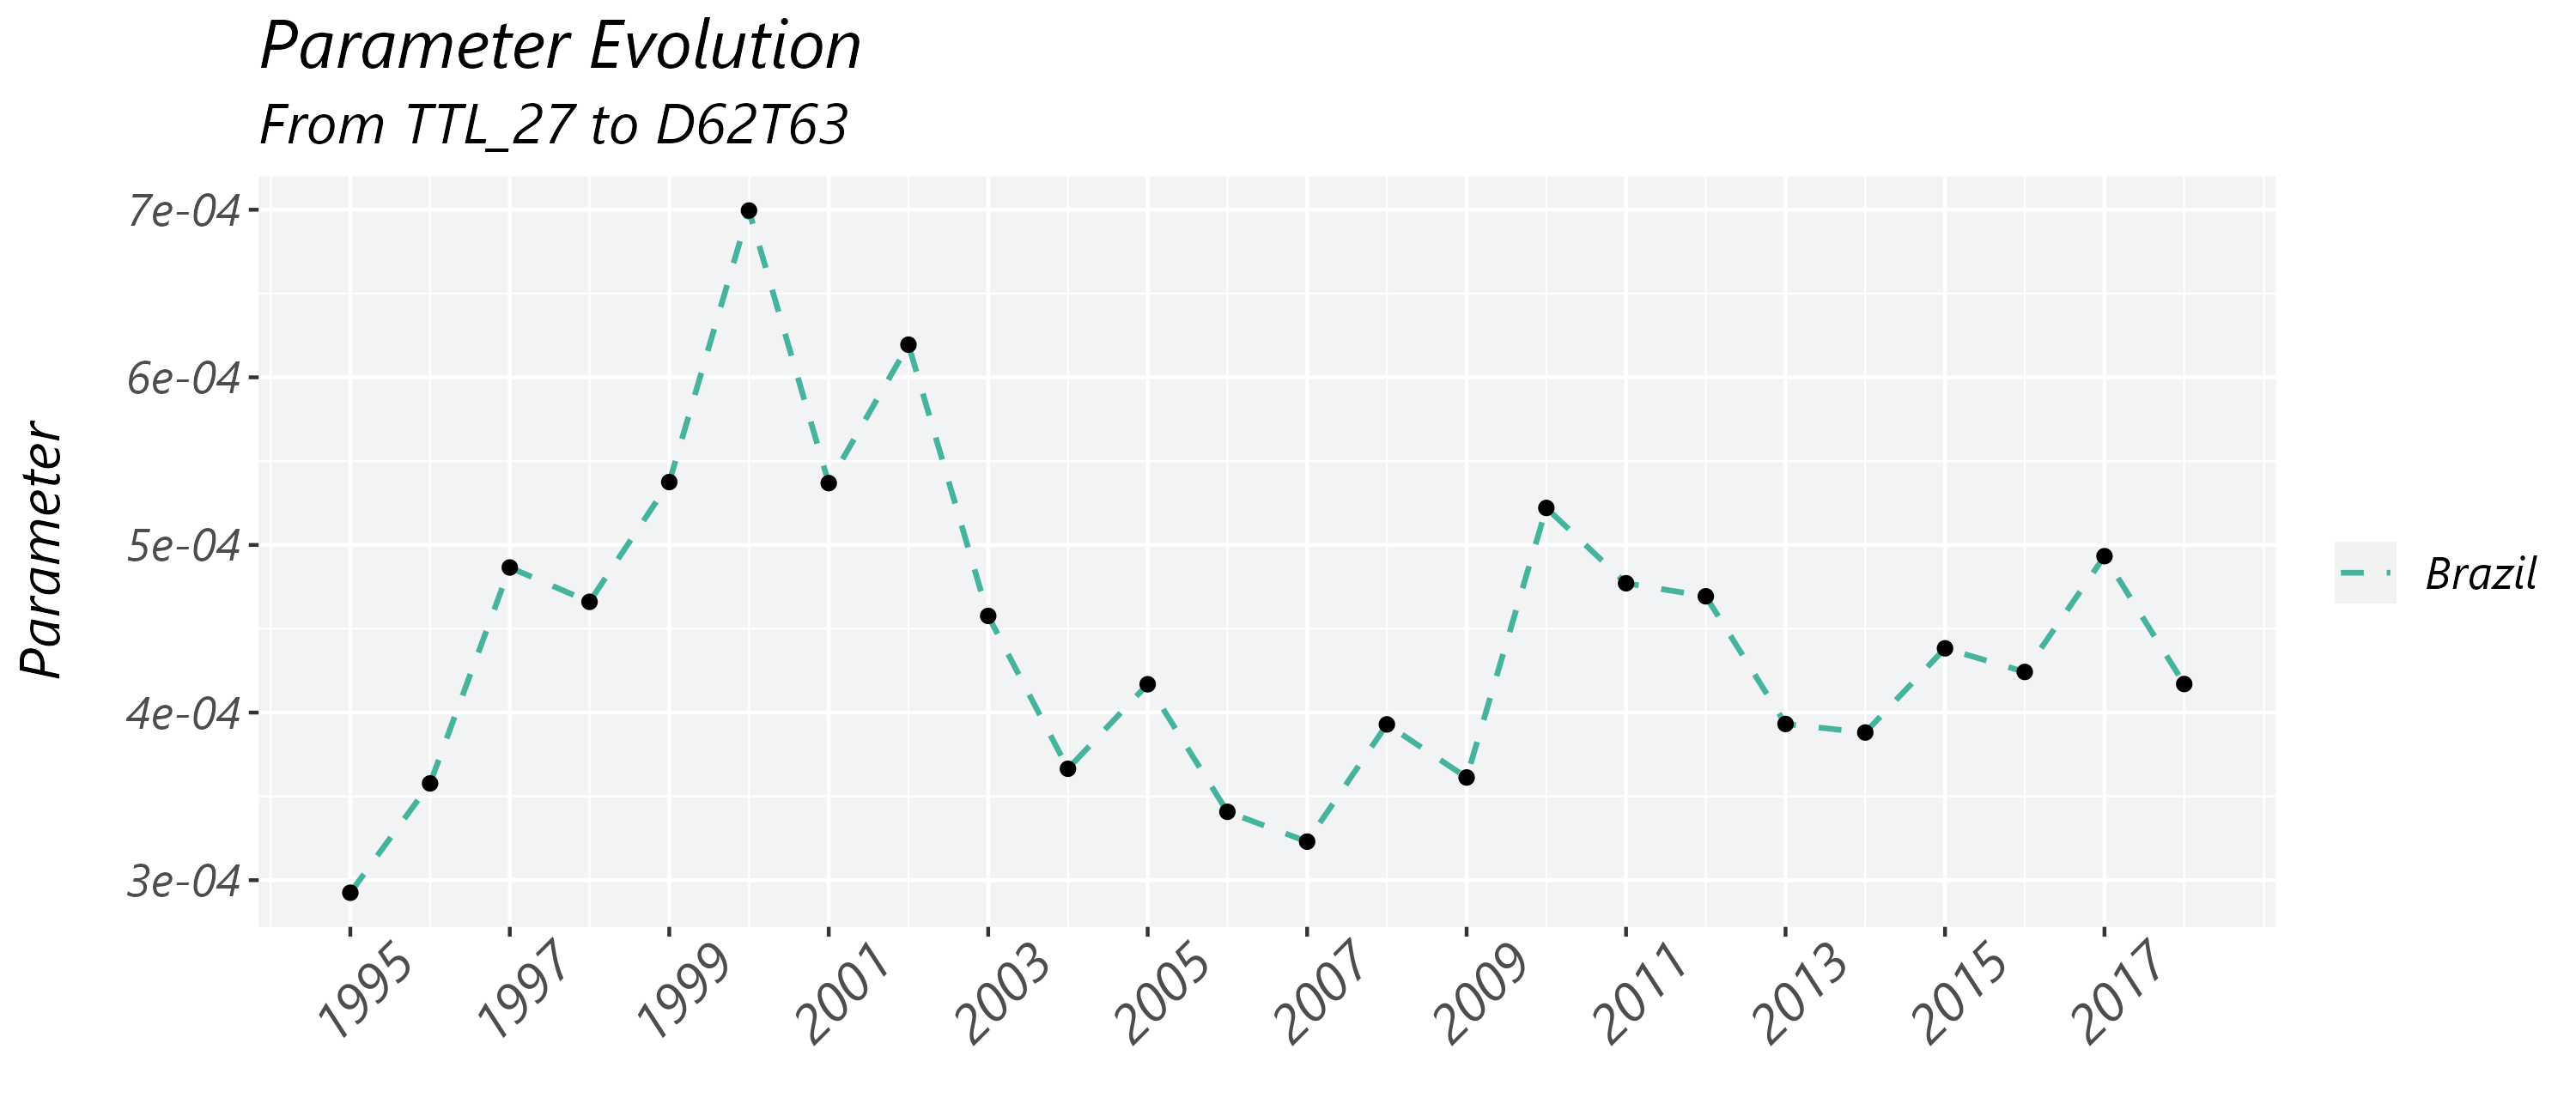 Parameter Evolution
From TTL_27 to D62T63
Parameter
7e-04
6e-04
5e-04
4e-04
3e-04
1995
1997
1999
2001
2003
2005
2007
2009
2011
2013
2015
2017
Brazil